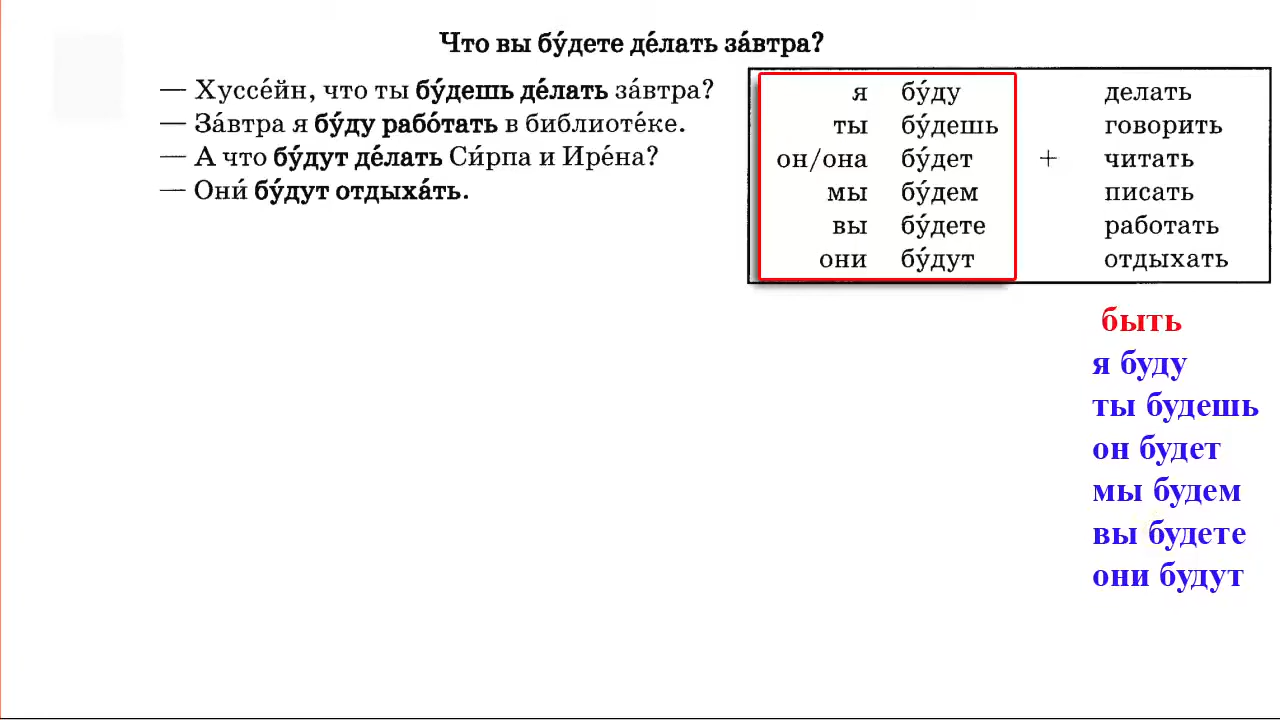 Что вы бу́дете де́лать за́втра?
— Хуссе́йн, что ты бу́дешь де́лать за́втра?
— За́втра я бу́ду рабо́тать в библиоте́ке.
— А что бу́дут де́лать Си́рпа и Ире́на?
— Они́ бу́дут отдыха́ть.
я бу́ду делать
ты бу́дешь говорить
он/она бу́дет + читать
мы бу́дем писать
вы бу́дете работать
они бу́дут отдыхать
быть
я буду
ты будешь
он будет
мы будем
вы будете
они будут